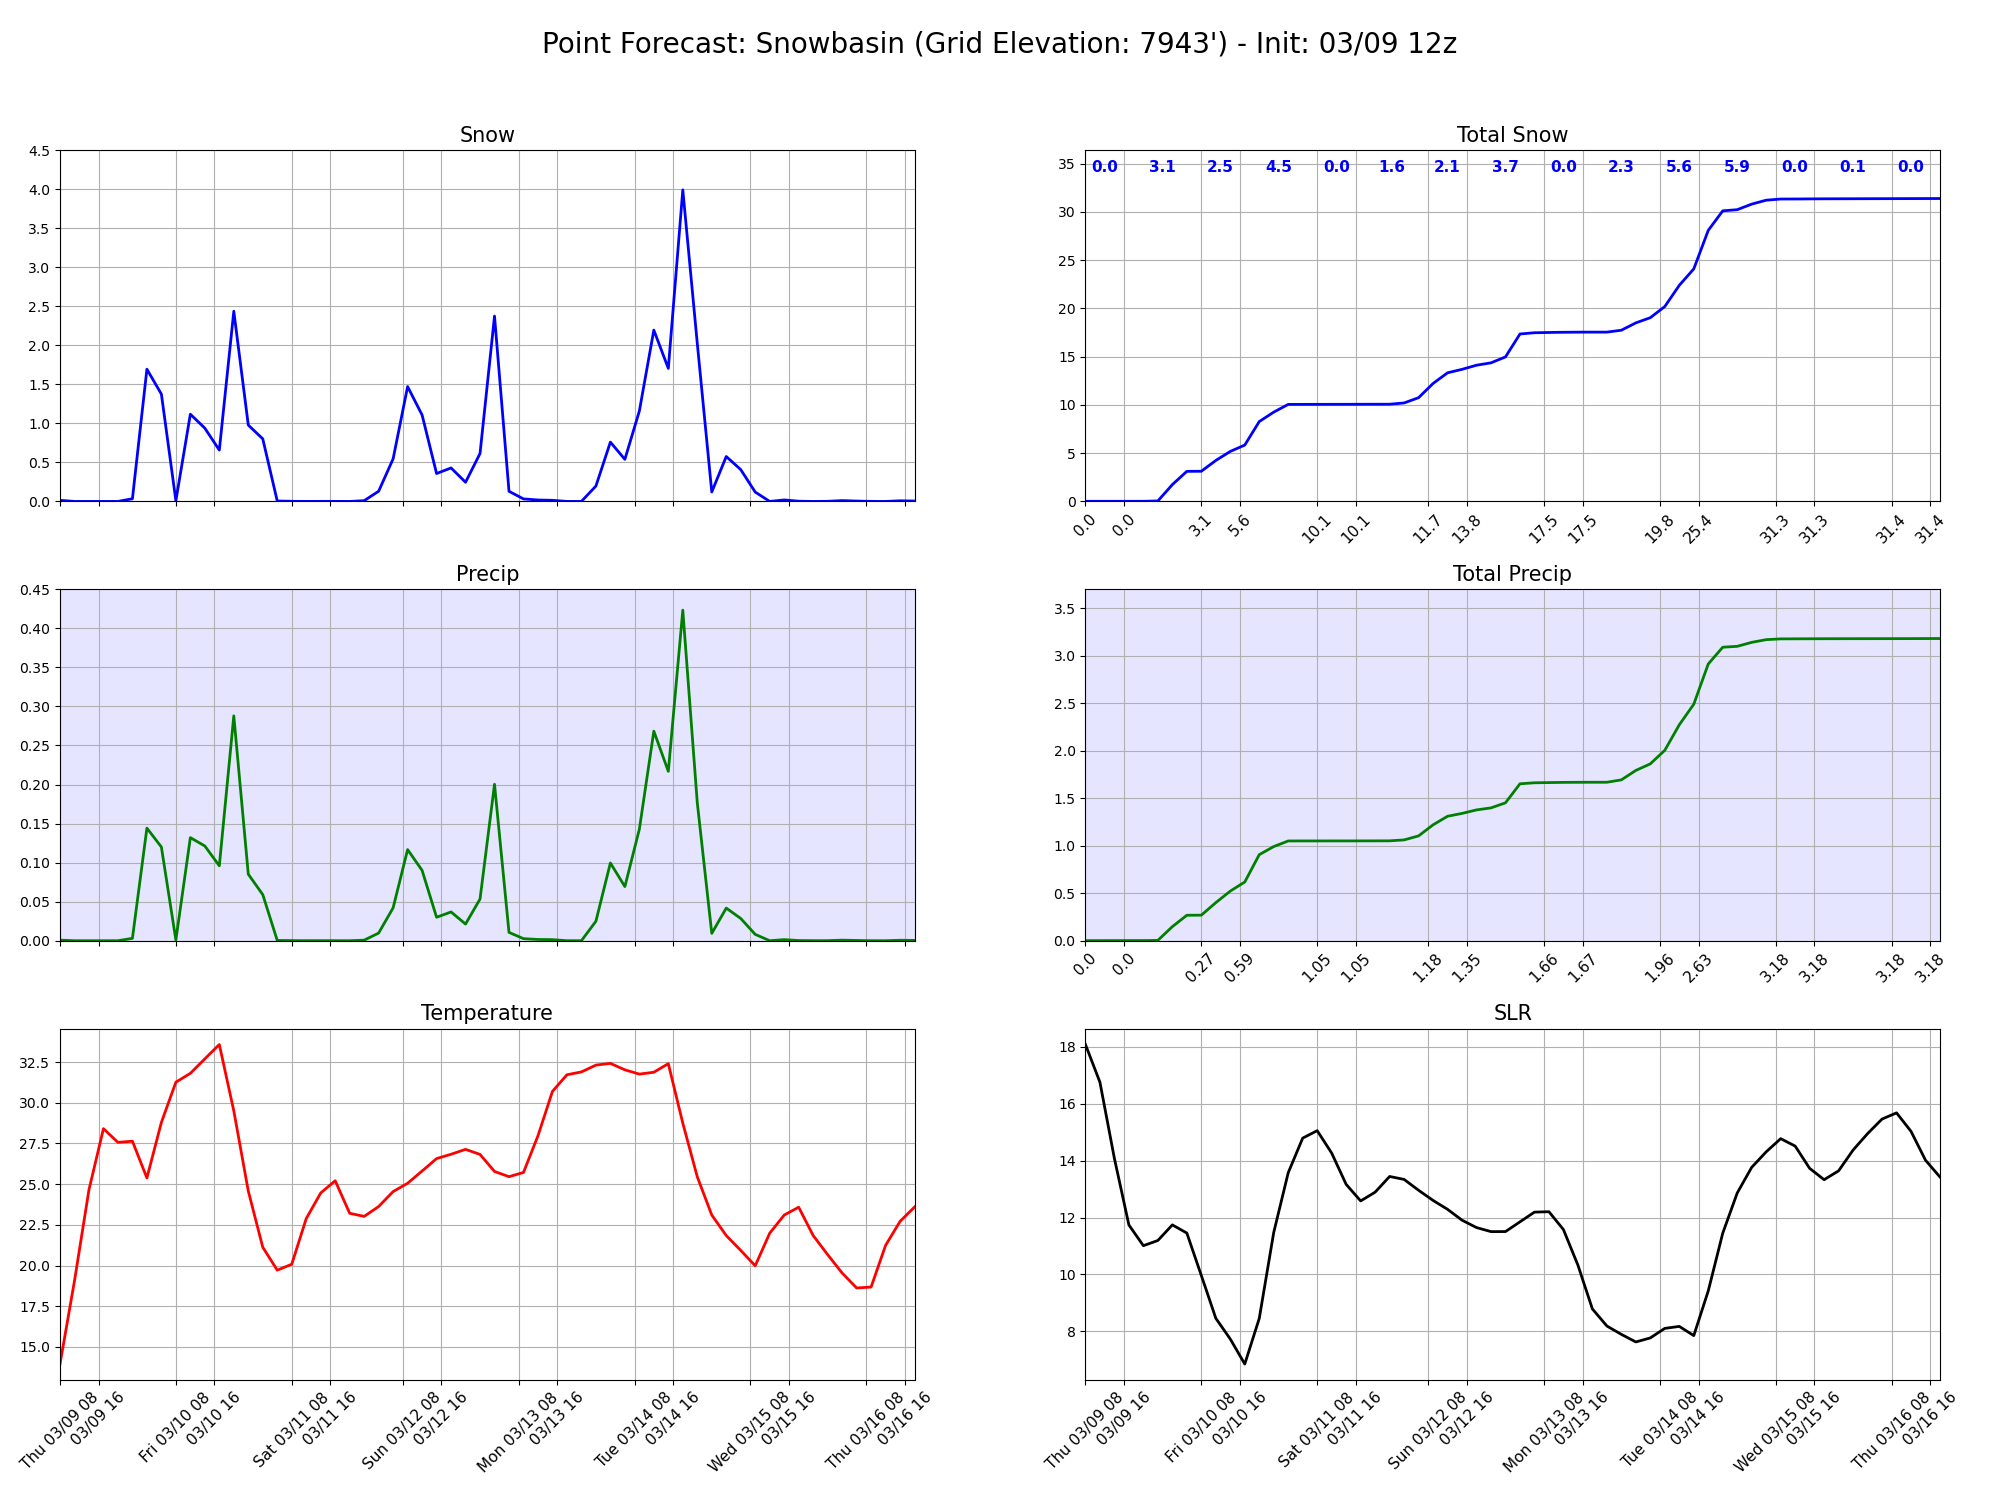 Point Forecast: Snowbasin (Grid Elevation: 7943') - Init: 03/09 12z
Snow
4.5
4.0
3.5
3.0
2.5
2.0
1.5
1.0
0.5
0.0
Total Snow
0.0 3.1 2.5 4.5 0.0 1.6 2.1 3.7 0.0 2.3 5.6 5.9 0.0 0.1 0.0
35
30
25
20
15
10
5
0
0.0 0.0 3.1 5.6 10.1 10.1 11.7 13.8 17.5 17.5 19.8 25.4 31.3 31.3 31.4 31.4
Precip
0.45
0.40
0.35
0.30
0.25
0.20
0.15
0.10
0.05
0.00
Total Precip
3.5
3.0
2.5
2.0
1.5
1.0
0.5
0.0
0.0 0.0 0.27 0.59 1.05 1.05 1.18 1.35 1.66 1.67 1.96 2.63 3.18 3.18 3.18 3.18
Temperature
32.5
30.0
27.5
25.0
22.5
20.0
17.5
15.0
Thu 03/09 08
03/09 16
Fri 03/10 08
03/10 16
Sat 03/11 08
03/11 16
Sun 03/12 08
03/12 16
Mon 03/13 08
03/13 16
Tue 03/14 08
03/14 16
Wed 03/15 08
03/15 16
Thu 03/16 08
03/16 16
SLR
18
16
14
12
10
8
Thu 03/09 08
03/09 16
Fri 03/10 08
03/10 16
Sat 03/11 08
03/11 16
Sun 03/12 08
03/12 16
Mon 03/13 08
03/13 16
Tue 03/14 08
03/14 16
Wed 03/15 08
03/15 16
Thu 03/16 08
03/16 16